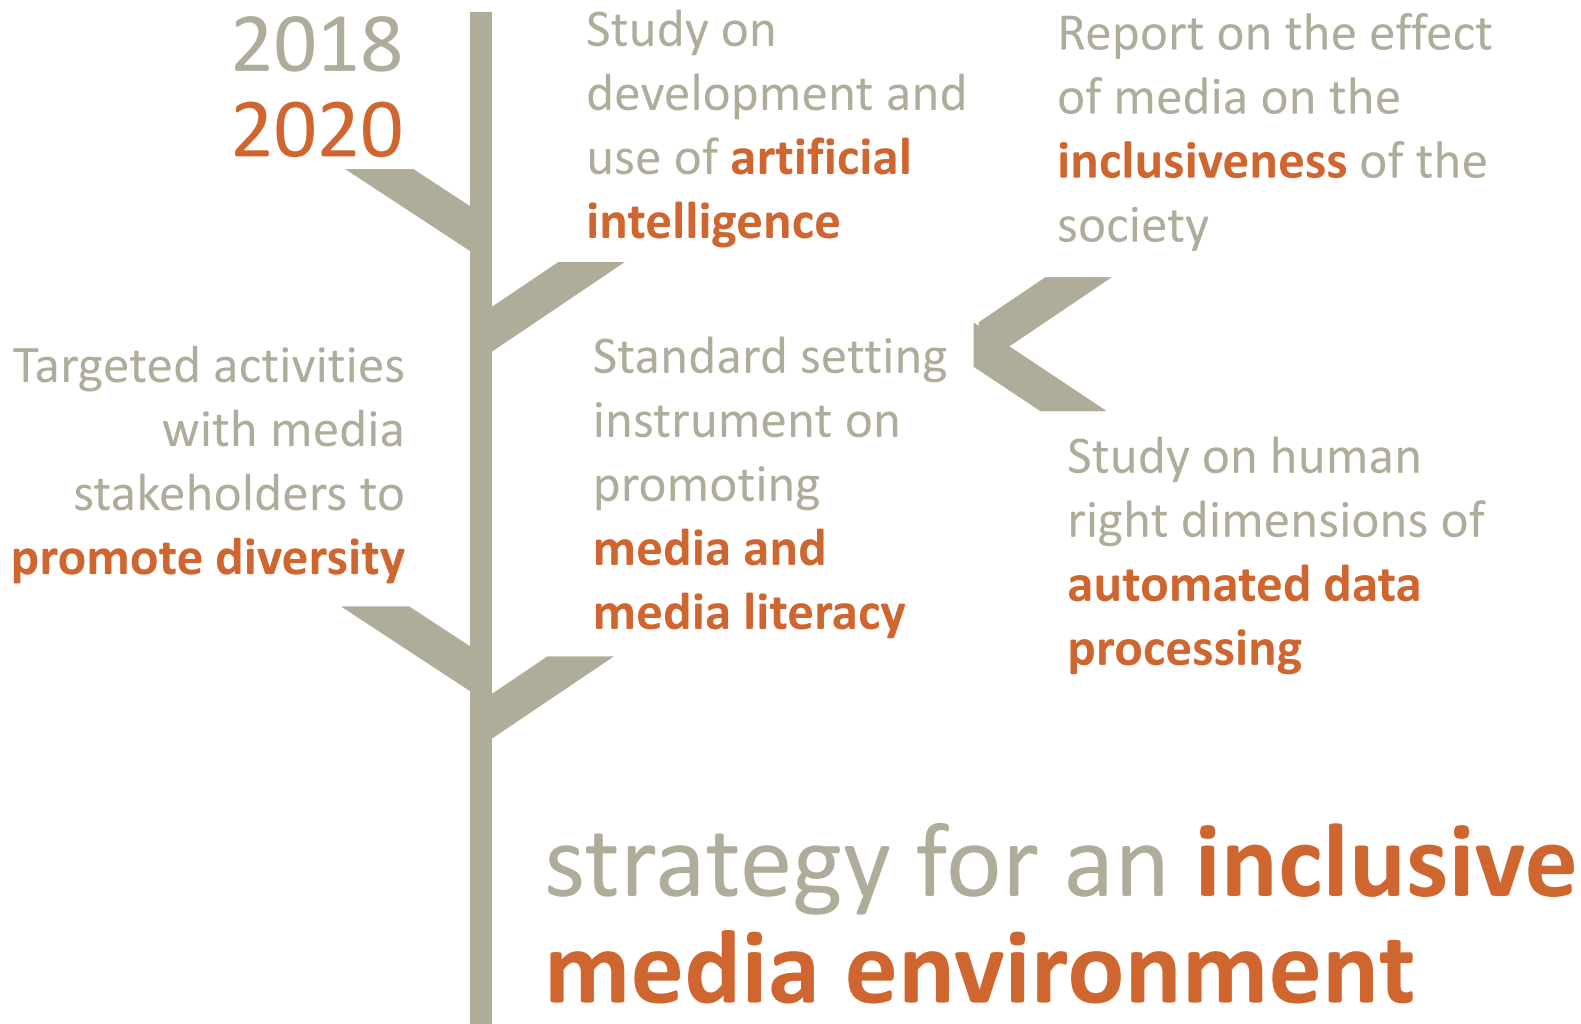 2018
2020
Study on
development and
use of artificial
intelligence
Report on the effect
of media on the
inclusiveness of the
society
Targeted activities
with media
stakeholders to
promote diversity
Standard setting
instrument on
promoting
media and
media literacy
Study on human
right dimensions of
automated data
processing
strategy for an inclusive
media environment